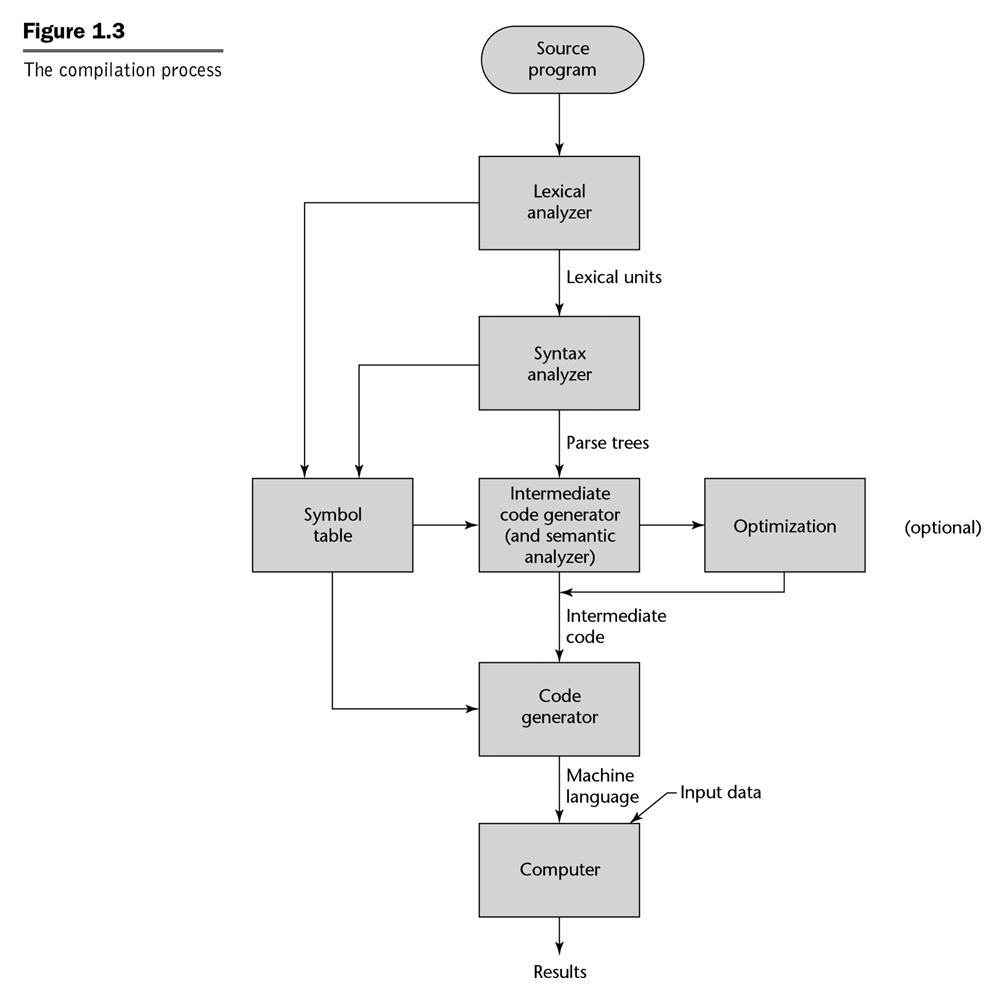 Figure 1.3
The compilation process
Source
program
Lexical
analyzer
Lexical units
Syntax
analyzer
Parse trees
Symbol
table
Intermediate
code generator
(and semantic
analyzer)
Optimization
(optional)
Intermediate
code
Code
generator
Machine
language
Input data
Computer
Results